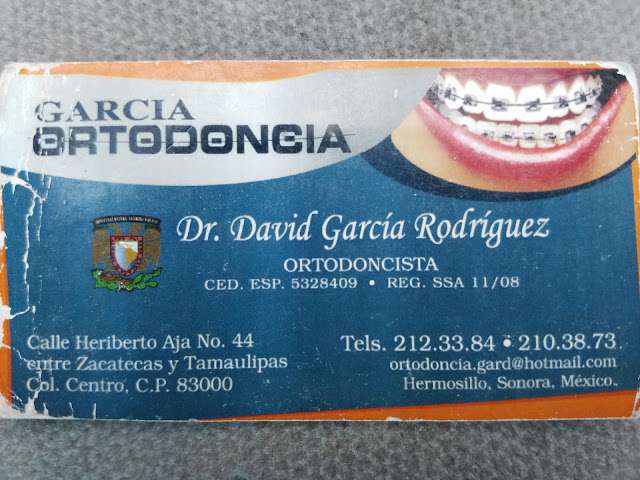 GARCIA
ORTODONCIA
Dr. David García Rodríguez
ORTODONCISTA
CED. ESP. 5328409 • REG. SSA 11/08
Calle Heriberto Aja No. 44
entre Zacatecas y Tamaulipas
Col. Centro, C.P. 83000
Tels. 212.33.84 • 210.38.73
ortodoncia.gard@hotmail.com
Hermosillo, Sonora, México.